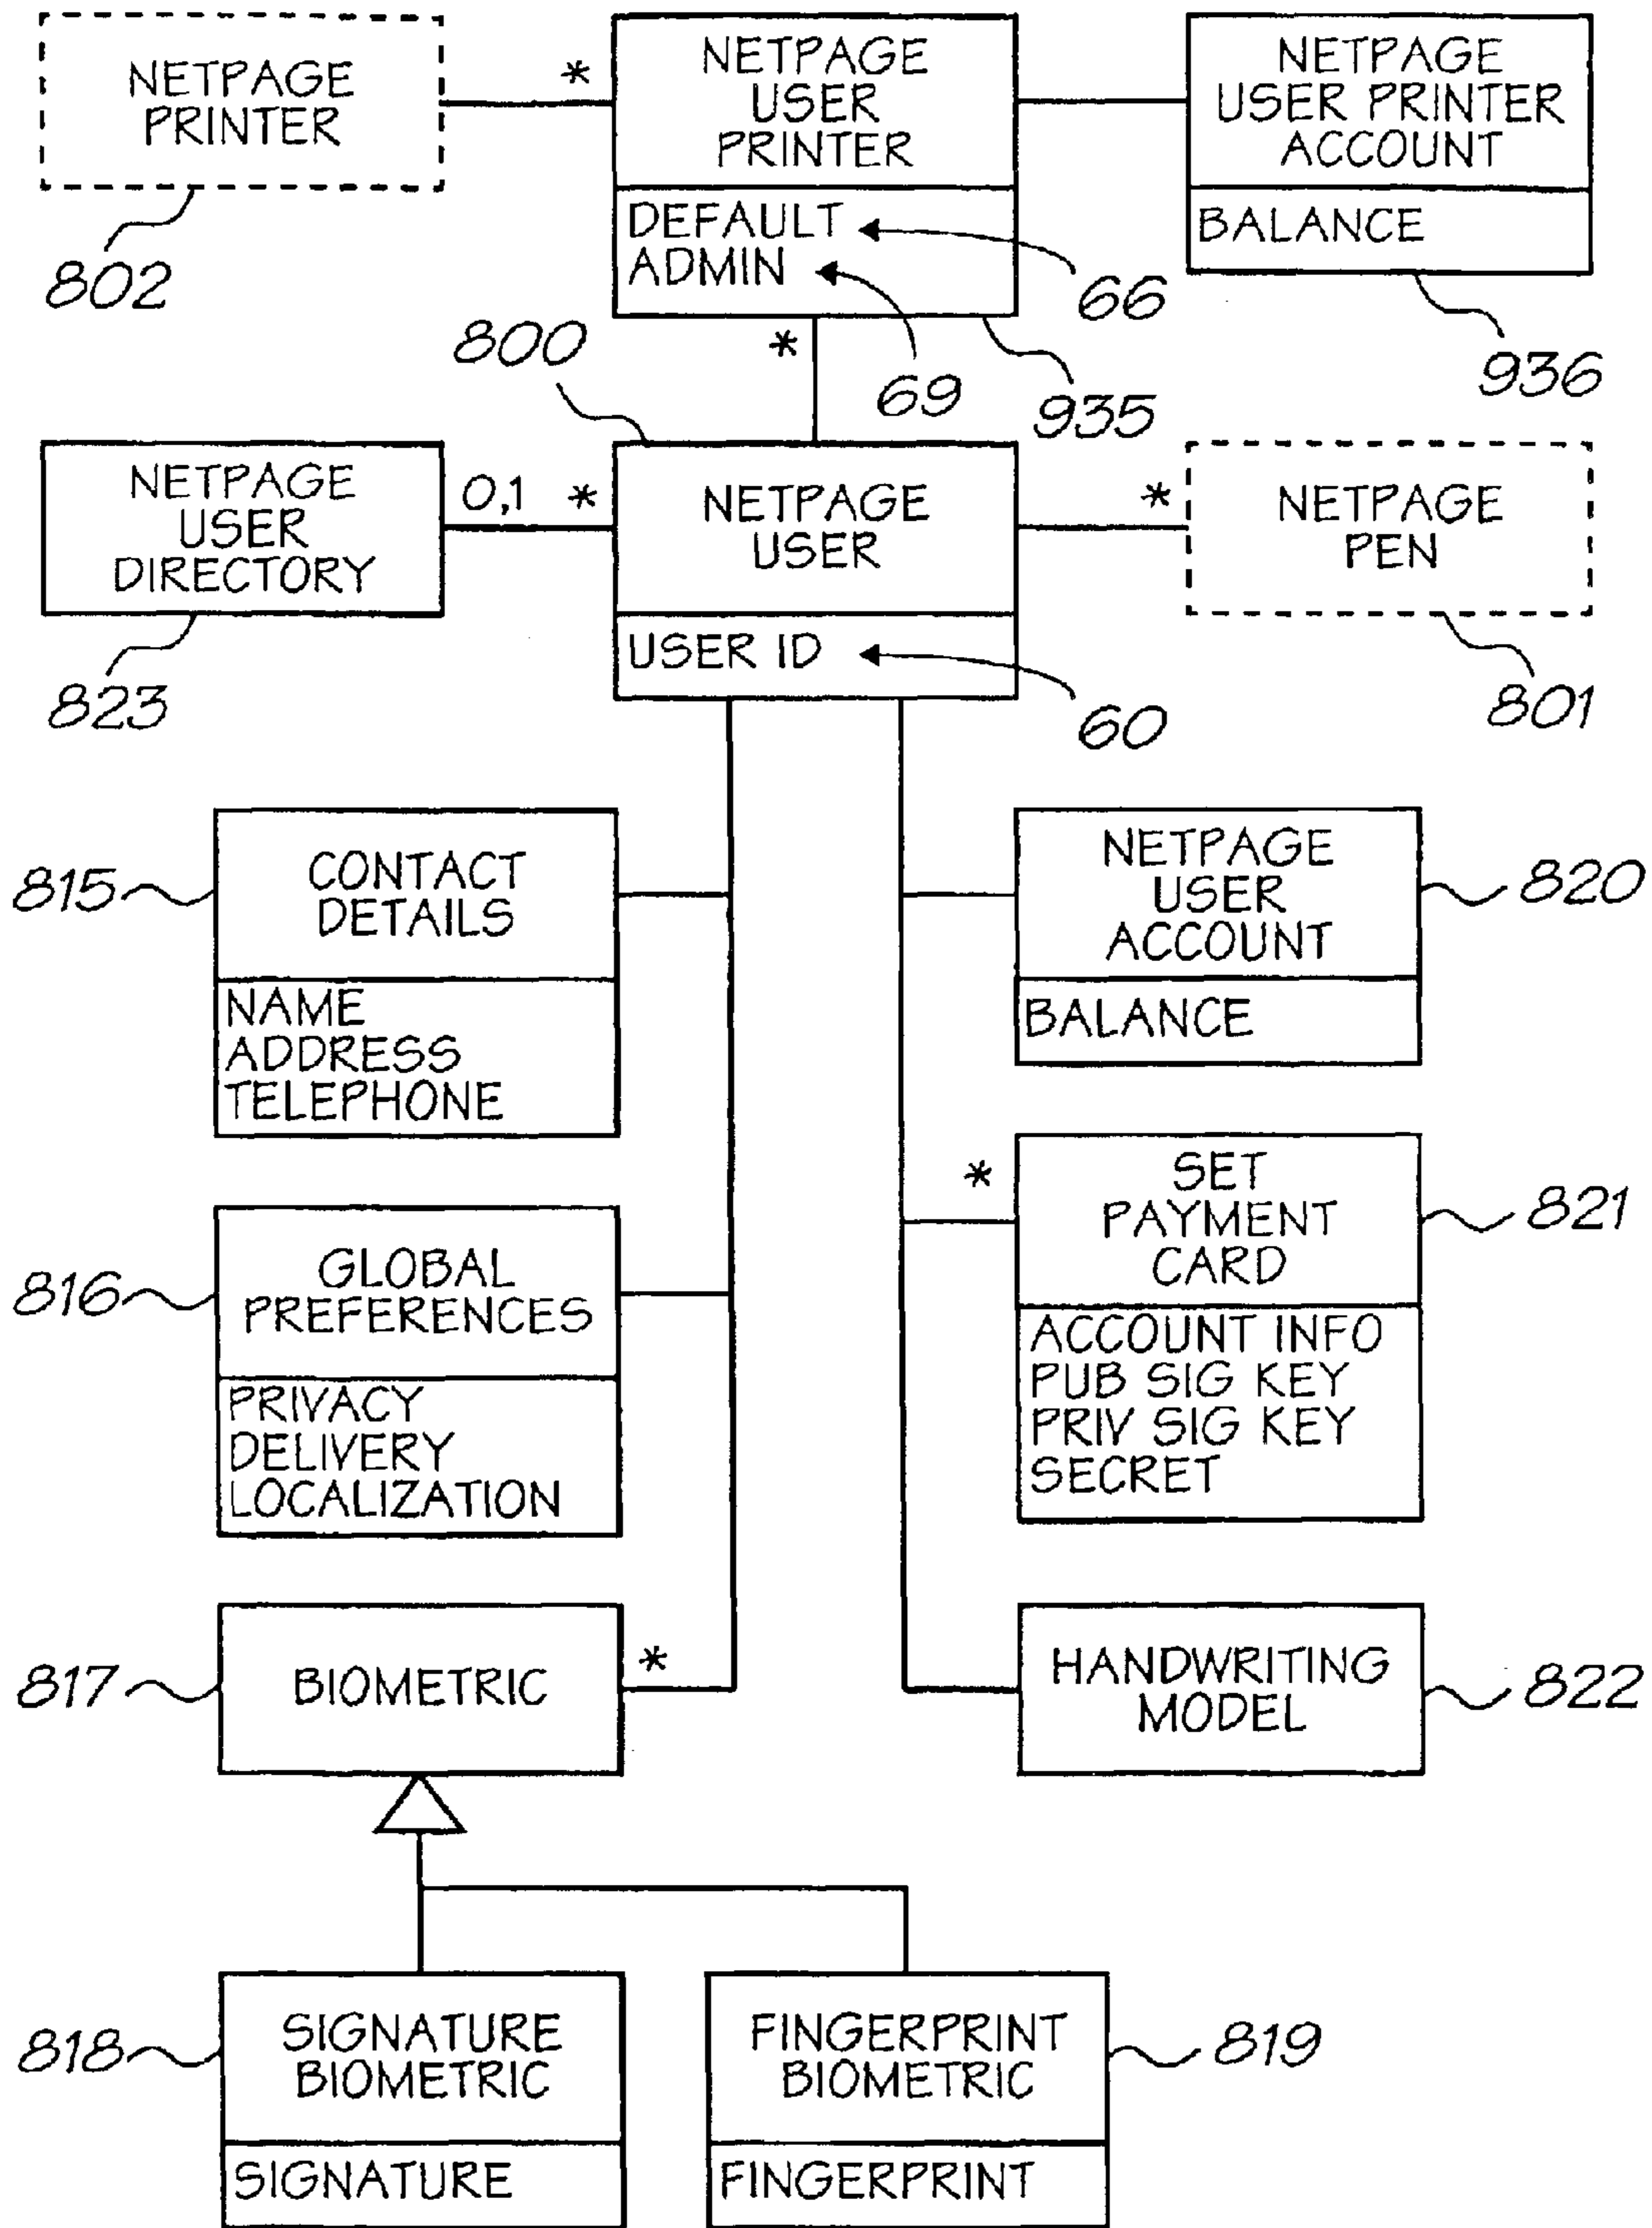 NETPAGE
PRINTER
802
*
NETPAGE
USER
PRINTER
DEFAULT
ADMIN
66
69
935
NETPAGE
USER PRINTER
ACCOUNT
BALANCE
936
*
800
NETPAGE
USER
DIRECTORY
823
0,1 *
NETPAGE
USER
USER ID
60
*
NETPAGE
PEN
801
815
CONTACT
DETAILS
NAME
ADDRESS
TELEPHONE
NETPAGE
USER
ACCOUNT
BALANCE
820
816
GLOBAL
PREFERENCES
PRIVACY
DELIVERY
LOCALIZATION
*
SET
PAYMENT
CARD
ACCOUNT INFO
PUB SIG KEY
PRIV SIG KEY
SECRET
821
817
BIOMETRIC
*
HANDWRITING
MODEL
822
818
SIGNATURE
BIOMETRIC
SIGNATURE
FINGERPRINT
BIOMETRIC
FINGERPRINT
819